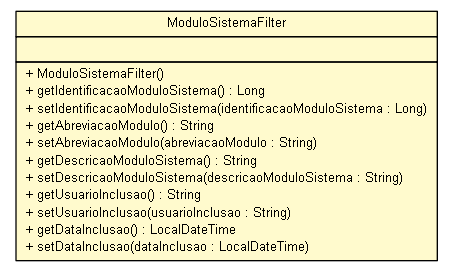 ModuloSistemaFilter
+ ModuloSistemaFilter()
+ getIdentificacaoModuloSistema() : Long
+ setIdentificacaoModuloSistema(identificacaoModuloSistema : Long)
+ getAbreviacaoModulo() : String
+ setAbreviacaoModulo(abreviacaoModulo : String)
+ getDescricaoModuloSistema() : String
+ setDescricaoModuloSistema(descricaoModuloSistema : String)
+ getUsuarioInclusao() : String
+ setUsuarioInclusao(usuarioInclusao : String)
+ getDataInclusao() : LocalDateTime
+ setDataInclusao(dataInclusao : LocalDateTime)